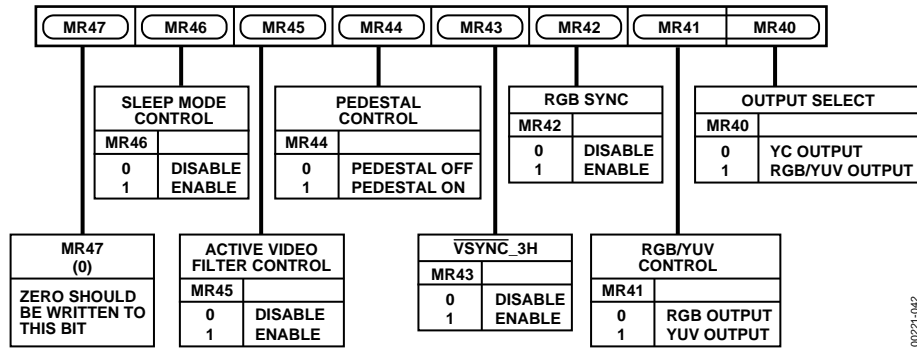 MR47 MR46 MR45 MR44 MR43 MR42 MR41 MR40
SLEEP MODE
CONTROL
MR46
0 DISABLE
1 ENABLE
PEDESTAL
CONTROL
MR44
0 PEDESTAL OFF
1 PEDESTAL ON
RGB SYNC
MR42
0 DISABLE
1 ENABLE
OUTPUT SELECT
MR40
0 YC OUTPUT
1 RGB/YUV OUTPUT
MR47
(0)
ZERO SHOULD
BE WRITTEN TO
THIS BIT
ACTIVE VIDEO
FILTER CONTROL
MR45
0 DISABLE
1 ENABLE
VSYNC_3H
MR43
0 DISABLE
1 ENABLE
RGB/YUV
CONTROL
MR41
0 RGB OUTPUT
1 YUV OUTPUT
00221-042